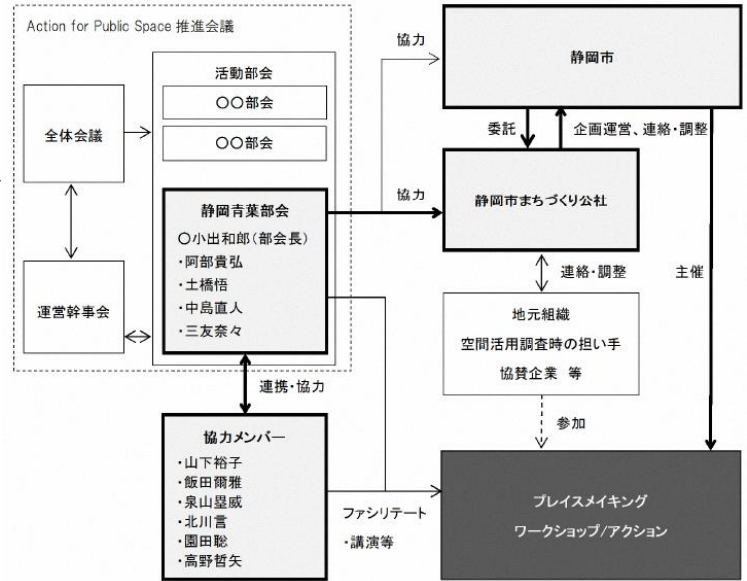 Action for Public Space 推進会議
活動部会
〇〇部会
〇〇部会
全体会議
運営幹事会
静岡青葉部会
〇小出和郎(部会長)
・阿部貴弘
・土橋悟
・中島直人
・三友奈々
連携・協力
協力メンバー
・山下裕子
・飯田爾雅
・泉山塁威
・北川言
・園田聡
・高野哲矢
協力
静岡市
委託
企画運営、連絡・調整
協力
静岡市まちづくり公社
連絡・調整
主催
地元組織
空間活用調査時の担い手
協賛企業 等
参加
ファシリテート
・講演等
プレイスメイキング
ワークショップ/アクション